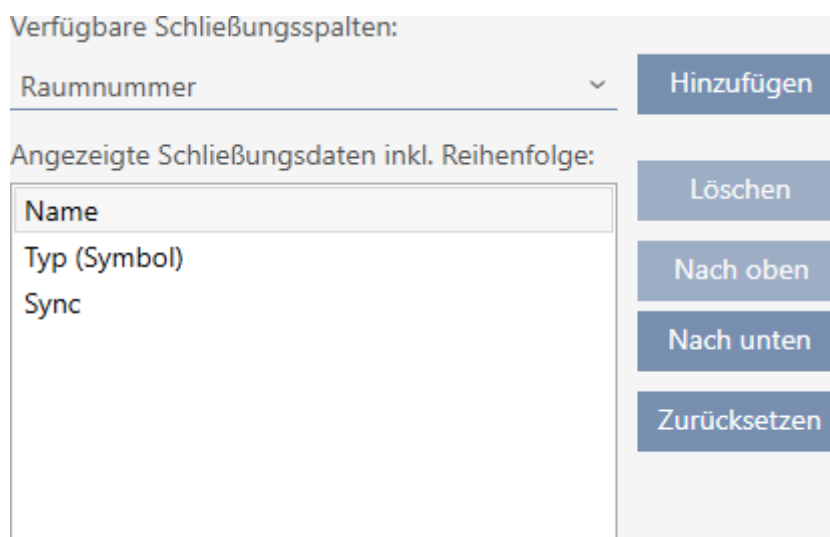 Verfügbare Schließungsspalten:
Raumnummer
Hinzufügen
Angezeigte Schließungsdaten inkl. Reihenfolge:
Löschen
Name
Typ (Symbol)
Nach oben
Sync
Nach unten
Zurücksetzen